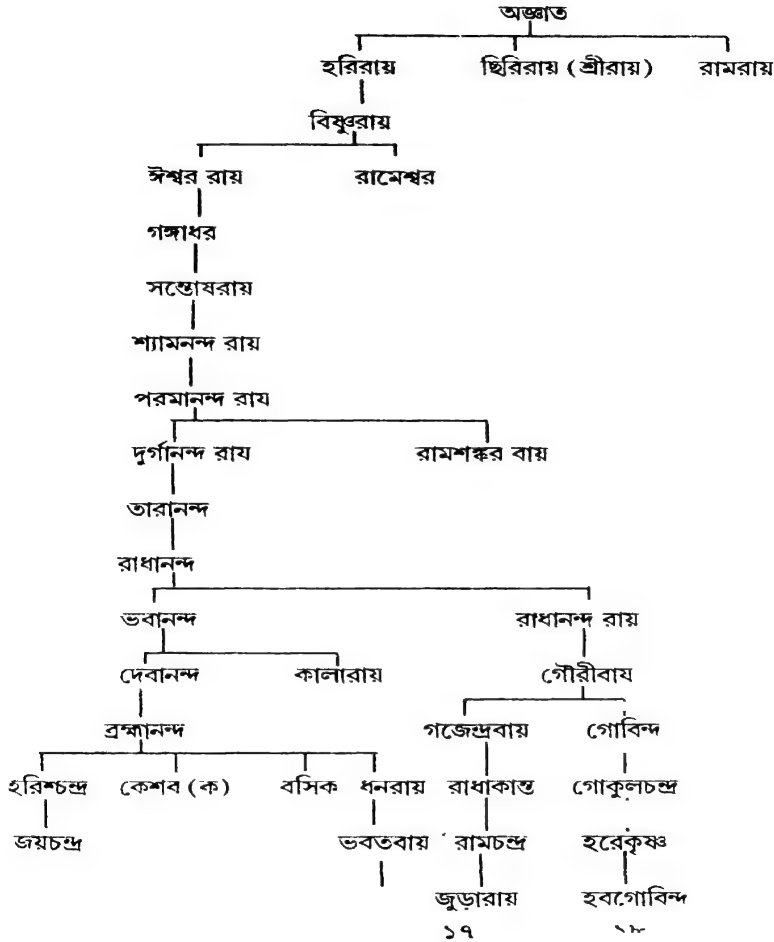 অজ্ঞাত
হরিরায় ছিরিরায় (শ্রীরায়) রামরায়
বিষ্ণুরায়
ঈশ্বর রায় রামেশ্বর
গঙ্গাধর
সন্তোষরায়
শ্যামনন্দ রায়
পরমানন্দ রায
দুর্গানন্দ রায রামশঙ্কর বায়
তারানন্দ
রাধানন্দ
ভবানন্দ রাধানন্দ রায়
দেবানন্দ কালারায় গৌরীবায
ব্রহ্মানন্দ গজেন্দ্রবায় গোবিন্দ
হরিশ্চন্দ্র কেশব (ক) বসিক ধনরায় রাধাকান্ত গোকুলচন্দ্র
জয়চন্দ্র ভবতবায় রামচন্দ্র হরেকৃষ্ণ
জুড়ারায় হবগোবিন্দ
১৭ ১৮